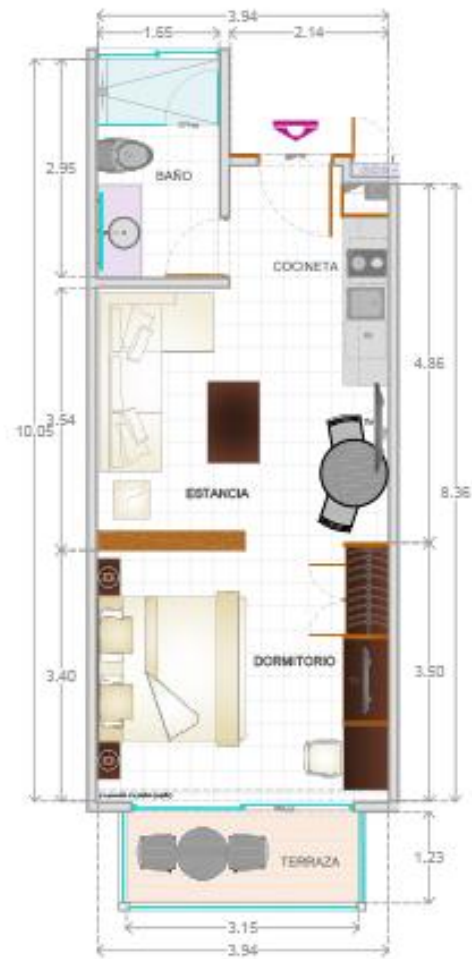 3.94
1.65
2.14
2.95
BAÑO
COCINETA
4.86
3.54
10.05
8.36
ESTANCIA
DORMITORIO
3.40
3.50
TERRAZA
1.23
3.15
3.94